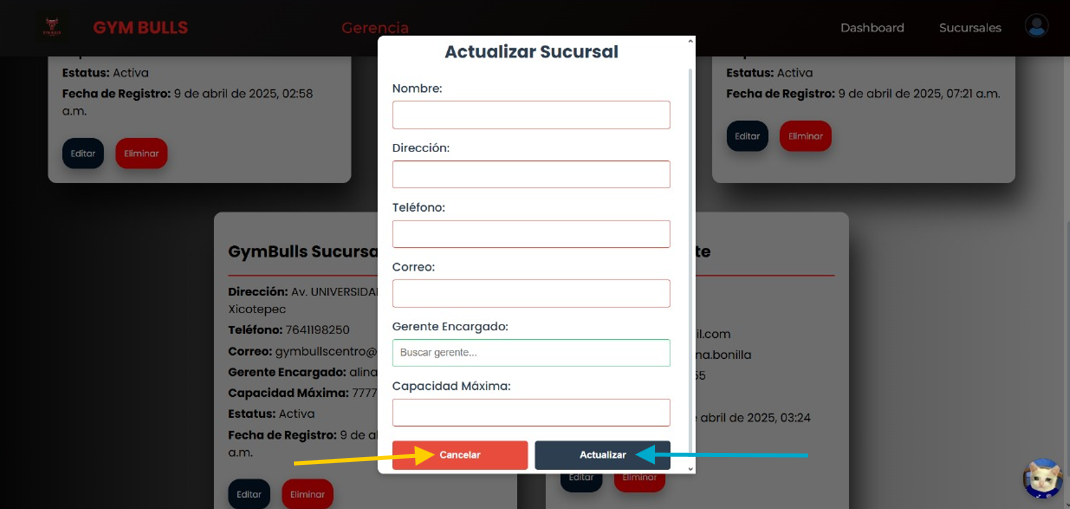 GYM BULLS
Gerencia
Dashboard
Sucursales
Estatus: Activa
Fecha de Registro: 9 de abril de 2025, 02:58
a.m.
Editar
Eliminar
Estatus: Activa
Fecha de Registro: 9 de abril de 2025, 07:21 a.m.
Editar
Eliminar
Actualizar Sucursal
Nombre:
Dirección:
Teléfono:
Correo:
Gerente Encargado:
Buscar gerente...
Capacidad Máxima:
Cancelar
Actualizar
GymBulls Sucursa
Dirección: Av. UNIVERSIDA
Xicotepec
Teléfono: 7641198250
Correo: gymbullscentro@
Gerente Encargado: alina
Capacidad Máxima: 7777
Estatus: Activa
Fecha de Registro: 9 de a
a.m.
Editar
Eliminar
te
il.com
na.bonilla
55
abril de 2025, 03:24
Editar
Eliminar